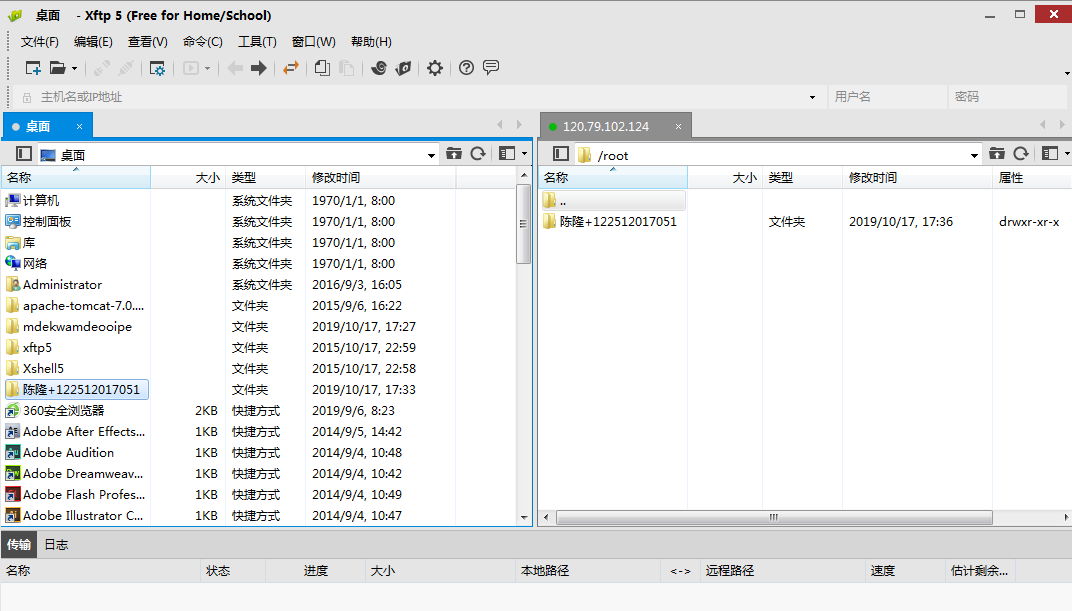 桌面 - Xftp 5 (Free for Home/School)
文件(F) 编辑(E) 查看(V) 命令(C) 工具(T) 窗口(W) 帮助(H)
主机名或IP地址 用户名 密码
桌面 × 120.79.102.124 ×
桌面 /root
名称 大小 类型 修改时间 名称 大小 类型 修改时间 属性
计算机 系统文件夹 1970/1/1, 8:00 ..
控制面板 系统文件夹 1970/1/1, 8:00 陈隆+122512017051 文件夹 2019/10/17, 17:36 drwxr-xr-x
库 系统文件夹 1970/1/1, 8:00
网络 系统文件夹 1970/1/1, 8:00
Administrator 系统文件夹 2016/9/3, 16:05
apache-tomcat-7.0.... 文件夹 2015/9/6, 16:22
mdekwamdeooipe 文件夹 2019/10/17, 17:27
xftp5 文件夹 2015/10/17, 22:59
Xshell5 文件夹 2015/10/17, 22:58
陈隆+122512017051 文件夹 2019/10/17, 17:33
360安全浏览器 2KB 快捷方式 2019/9/6, 8:23
Adobe After Effects... 1KB 快捷方式 2014/9/5, 14:42
Adobe Audition 1KB 快捷方式 2014/9/4, 10:48
Adobe Dreamweav... 1KB 快捷方式 2014/9/4, 10:42
Adobe Flash Profes... 1KB 快捷方式 2014/9/4, 10:49
Adobe Illustrator C... 1KB 快捷方式 2014/9/4, 10:47
传输 日志
名称 状态 进度 大小 本地路径 <-> 远程路径 速度 估计剩余...